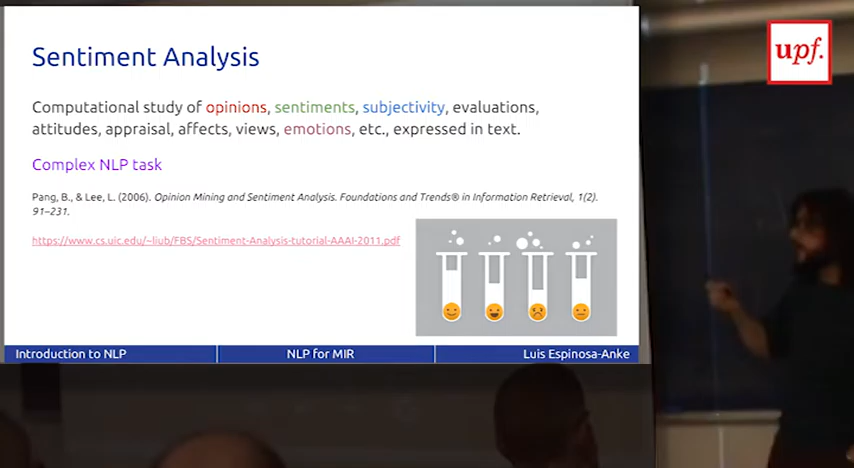 Sentiment Analysis
upf.
Computational study of opinions, sentiments, subjectivity, evaluations,
attitudes, appraisal, affects, views, emotions, etc., expressed in text.
Complex NLP task
Pang, B., & Lee, L. (2006). Opinion Mining and Sentiment Analysis. Foundations and Trends® in Information Retrieval, 1(2).
91–231.
https://www.cs.uic.edu/~liub/FBS/Sentiment-Analysis-tutorial-AAAI-2011.pdf
Introduction to NLP NLP for MIR Luis Espinosa-Anke